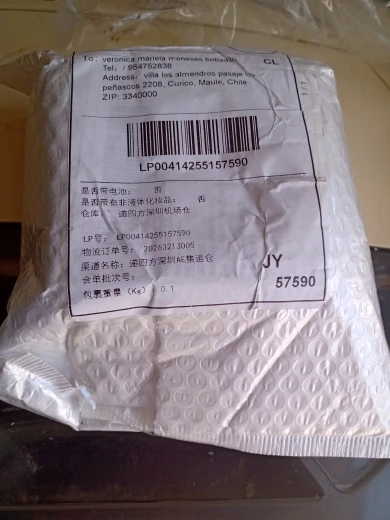 To: veronica mariela meneses
CL
Tel: / 954752838
Address: villa los almendros pasaje los
peñascos 2208, Curico, Maule, Chile
ZIP: 3340000
1/1
LP00414255157590
是否带电池: 否
是否带有非液体化妆品: 否
仓库: 递四方深圳机场仓
LP号: LP00414255157590
物流订单号: 20263213005
渠道名称: 递四方深圳AE集运仓
JY
合单批次号:
57590
包裹重量 (Kg): 0.1